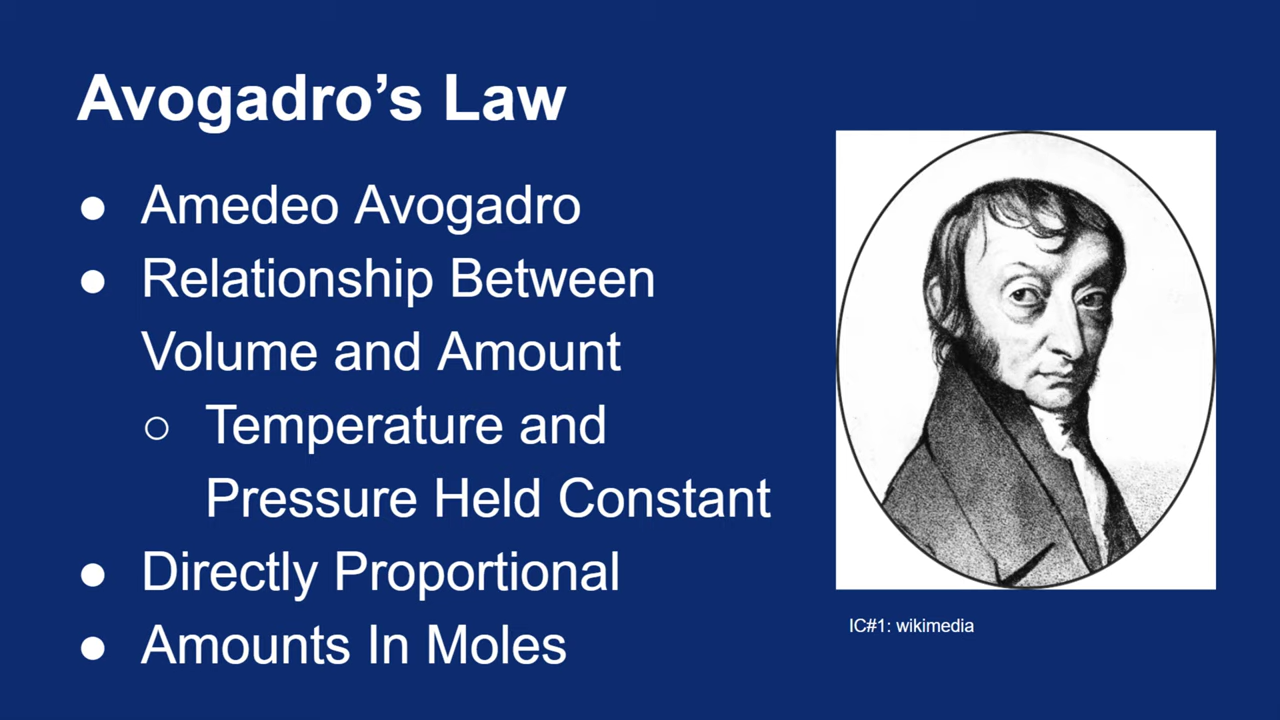 Avogadro’s Law
● Amedeo Avogadro
● Relationship Between
Volume and Amount
○ Temperature and
Pressure Held Constant
● Directly Proportional
● Amounts In Moles
IC#1: wikimedia